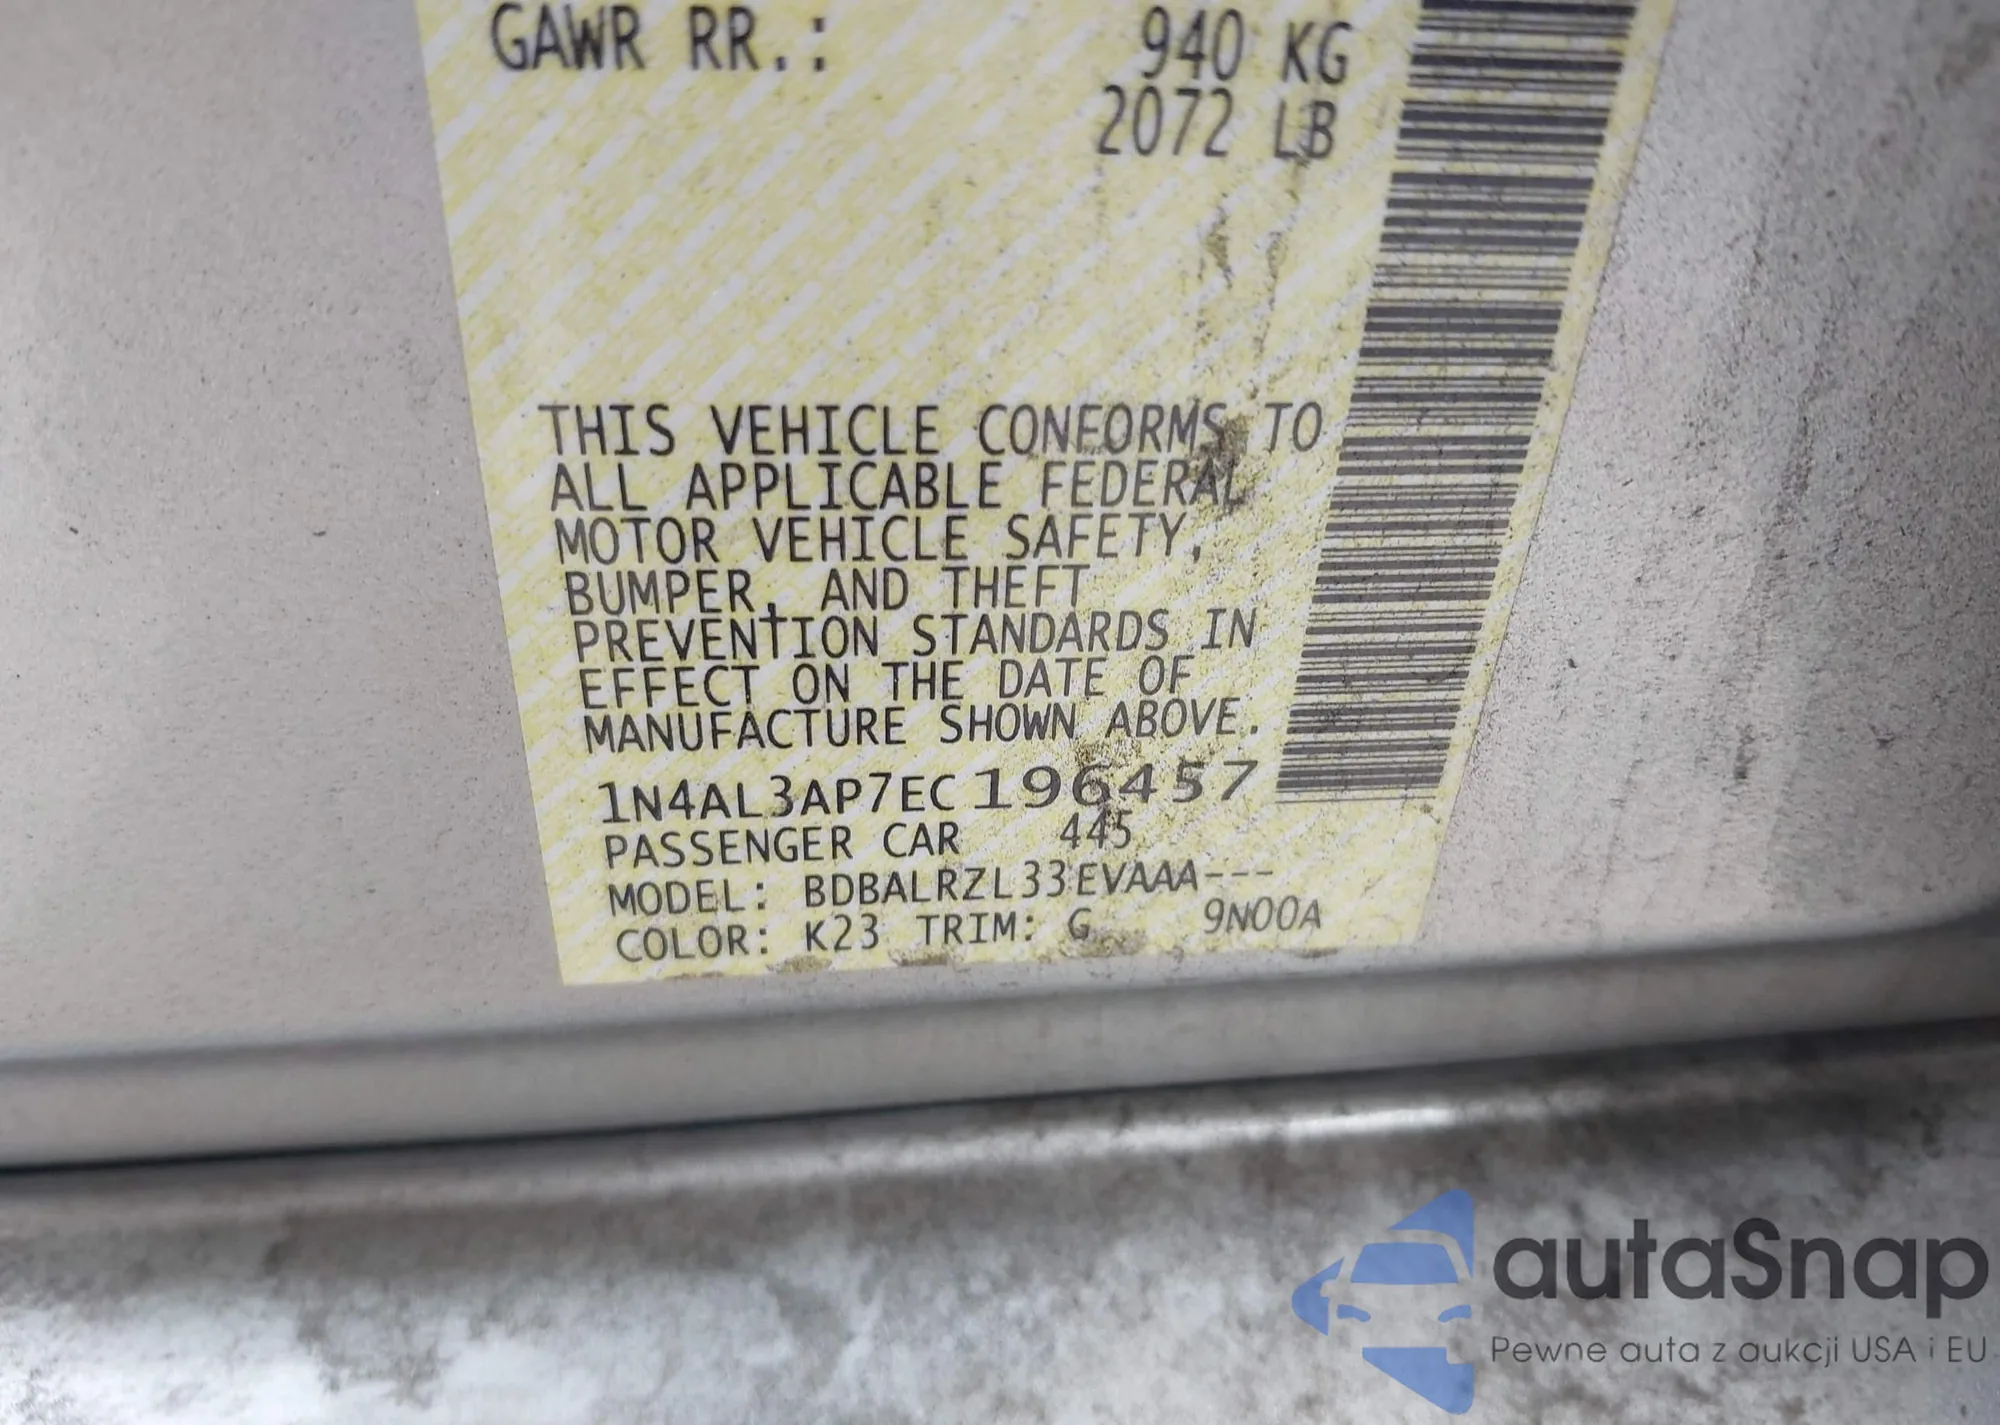 GAWR RR.: 940 KG
2072 LB
THIS VEHICLE CONFORMS TO
ALL APPLICABLE FEDERAL
MOTOR VEHICLE SAFETY,
BUMPER, AND THEFT
PREVENTION STANDARDS IN
EFFECT ON THE DATE OF
MANUFACTURE SHOWN ABOVE.
1N4AL3AP7EC196457
PASSENGER CAR 445
MODEL: BDBALRZL33EVAAA---
COLOR: K23 TRIM: G 9N00A
autaSnap
Pewne auta z aukcji USA i EU